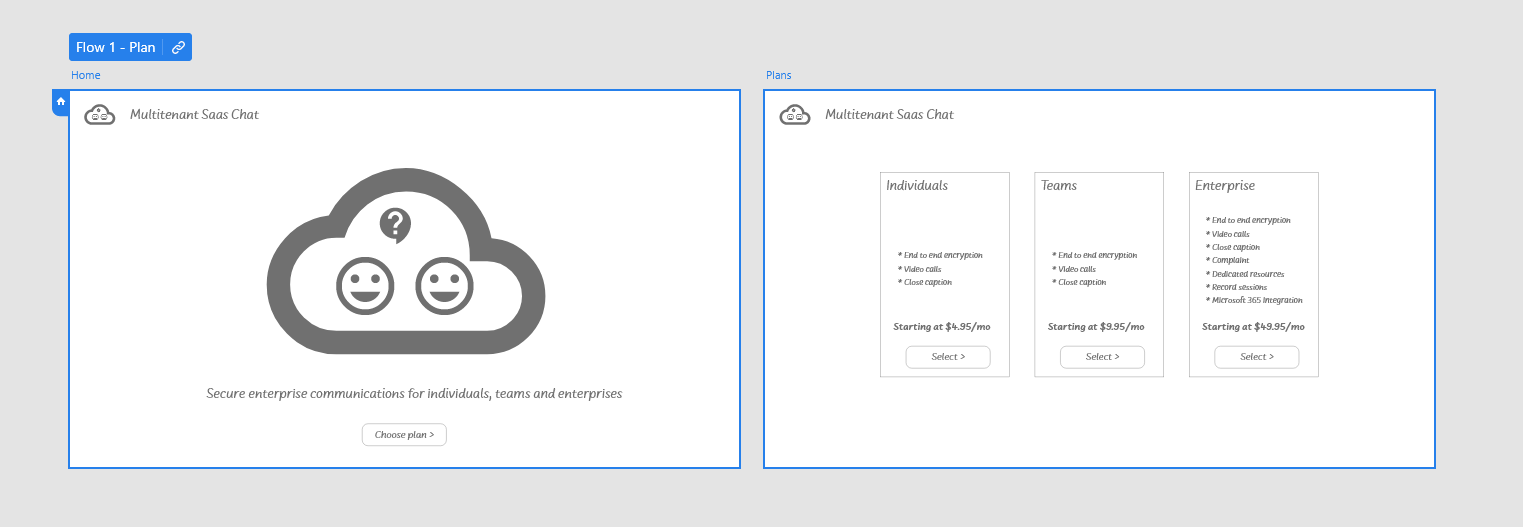 Flow 1 - Plan
Home
Multitenant Saas Chat
?
Secure enterprise communications for individuals, teams and enterprises
Choose plan >
Plans
Multitenant Saas Chat
Individuals
* End to end encryption
* Video calls
* Close caption
Starting at $4.95/mo
Select >
Teams
* End to end encryption
* Video calls
* Close caption
Starting at $9.95/mo
Select >
Enterprise
* End to end encryption
* Video calls
* Close caption
* Complaint
* Dedicated resources
* Record sessions
* Microsoft 365 Integration
Starting at $49.95/mo
Select >